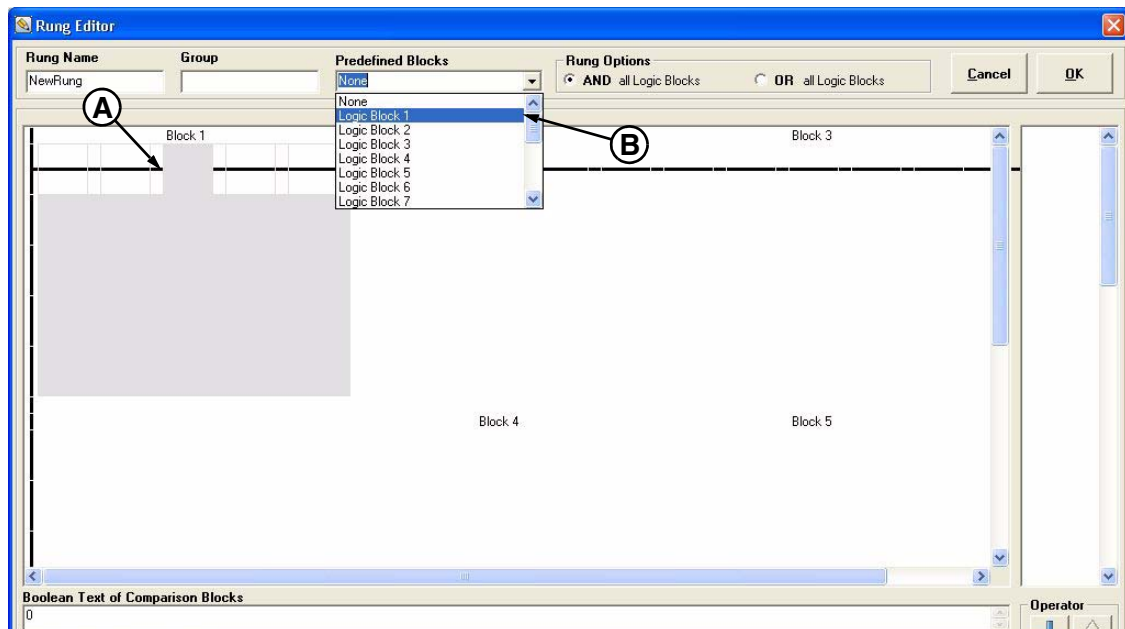 Rung Editor
Rung Name Group Predefined Blocks Rung Options
NewRung None AND all Logic Blocks OR all Logic Blocks Cancel OK
A
None
Logic Block 1
Logic Block 2
Logic Block 3
Logic Block 4
Logic Block 5
Logic Block 6
Logic Block 7
B
Block 1 Block 3
Block 4 Block 5
Boolean Text of Comparison Blocks
0
Operator